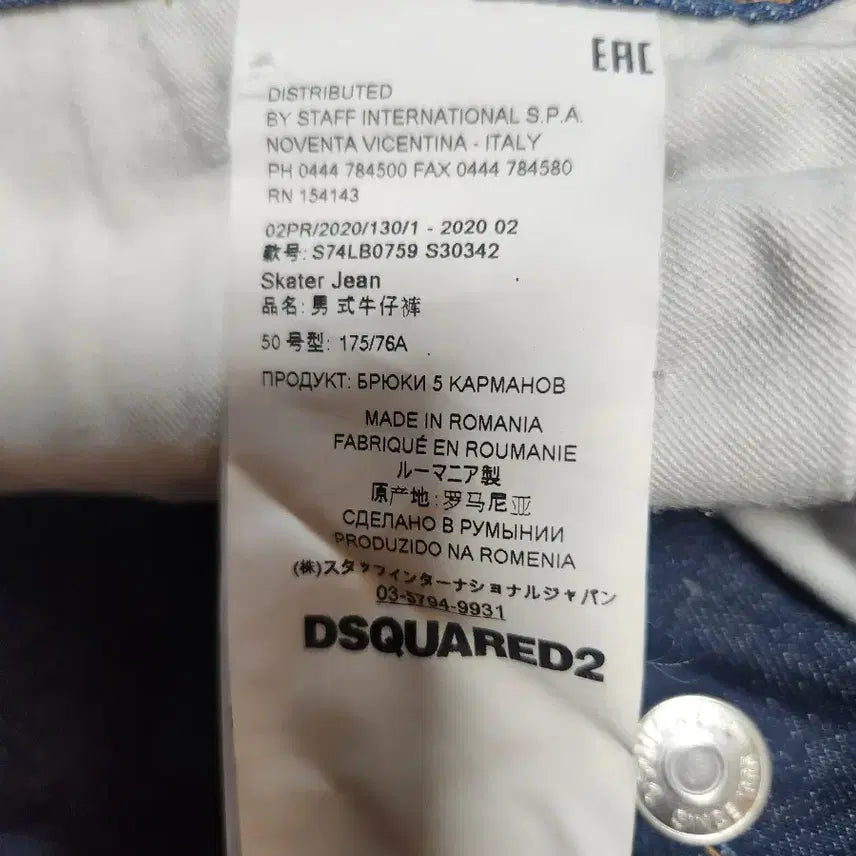 EAC
DISTRIBUTED
BY STAFF INTERNATIONAL S.P.A.
NOVENTA VICENTINA - ITALY
PH 0444 784500 FAX 0444 784580
RN 154143
02PR/2020/130/1 - 2020 02
款号: S74LB0759 S30342
Skater Jean
品名: 男式牛仔裤
50 号型: 175/76A
ПРОДУКТ: БРЮКИ 5 КАРМАНОВ
MADE IN ROMANIA
FABRIQUÉ EN ROUMANIE
ルーマニア製
原产地: 罗马尼亚
СДЕЛАНО В РУМЫНИИ
PRODUZIDO NA ROMENIA
(株)スタッフインターナショナルジャパン
03-5794-9931
DSQUARED2
SINCE